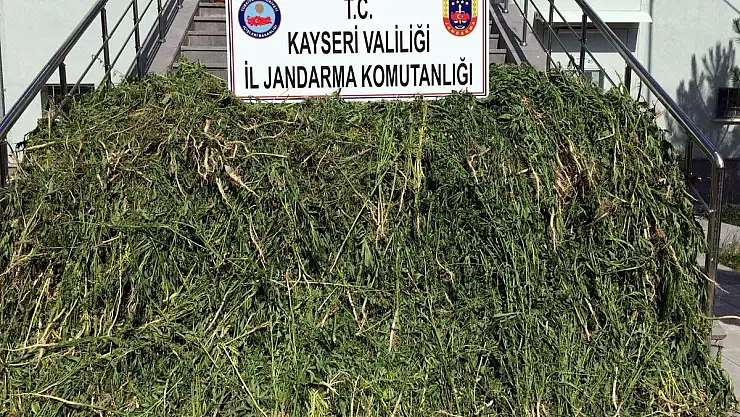 T.C.
KAYSERİ VALİLİĞİ
İL JANDARMA KOMUTANLIĞI